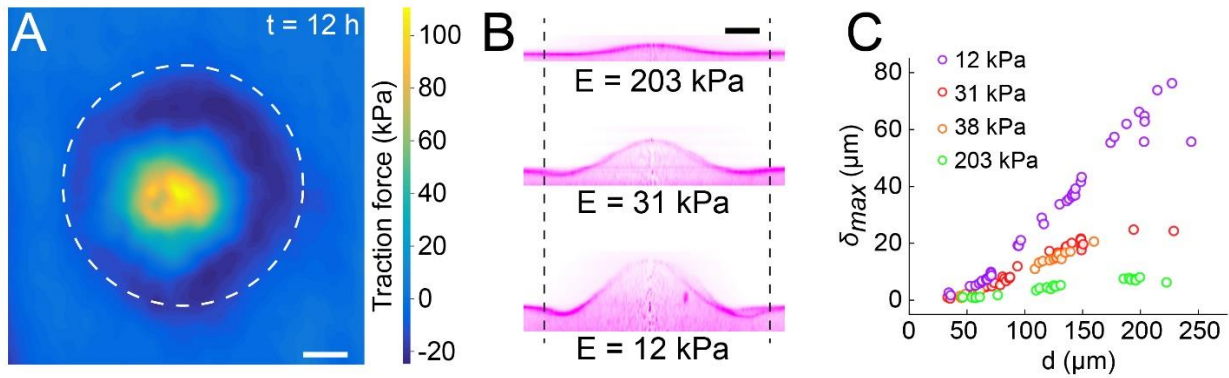 A
t = 12 h
100
80
60
40
20
0
-20
Traction force (kPa)
B
E = 203 kPa
E = 31 kPa
E = 12 kPa
C
12 kPa
31 kPa
38 kPa
203 kPa
80
60
40
20
0
δmax (μm)
0
50
100
150
200
250
d (μm)